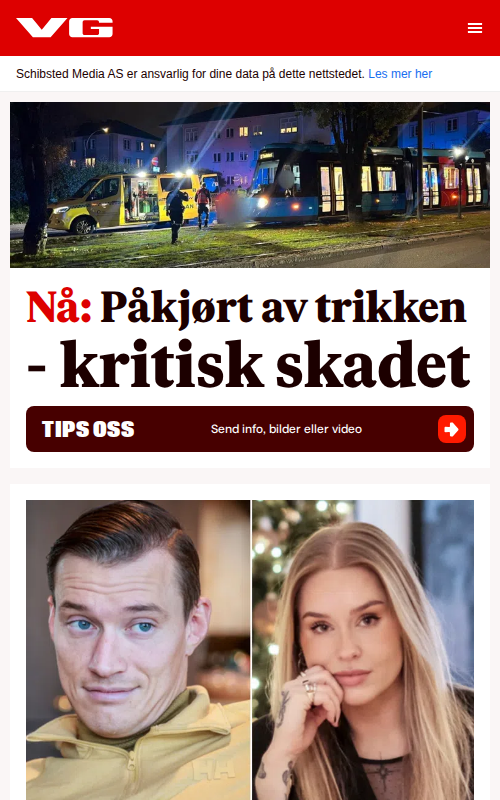 VG
Schibsted Media AS er ansvarlig for dine data på dette nettstedet. Les mer her
Nå: Påkjørt av trikken
- kritisk skadet
TIPS OSS
Send info, bilder eller video
HH